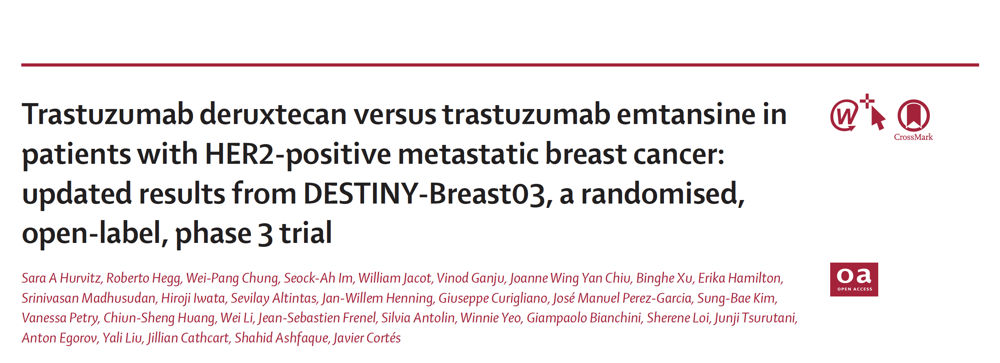 Trastuzumab deruxtecan versus trastuzumab emtansine in
patients with HER2-positive metastatic breast cancer:
updated results from DESTINY-Breast03, a randomised,
open-label, phase 3 trial
W
CrossMark
oa
OPEN ACCESS
Sara A Hurvitz, Roberto Hegg, Wei-Pang Chung, Seock-Ah Im, William Jacot, Vinod Ganju, Joanne Wing Yan Chiu, Binghe Xu, Erika Hamilton,
Srinivasan Madhusudan, Hiroji Iwata, Sevilay Altintas, Jan-Willem Henning, Giuseppe Curigliano, José Manuel Perez-Garcia, Sung-Bae Kim,
Vanessa Petry, Chiun-Sheng Huang, Wei Li, Jean-Sebastien Frenel, Silvia Antolin, Winnie Yeo, Giampaolo Bianchini, Sherene Loi, Junji Tsurutani,
Anton Egorov, Yali Liu, Jillian Cathcart, Shahid Ashfaque, Javier Cortés